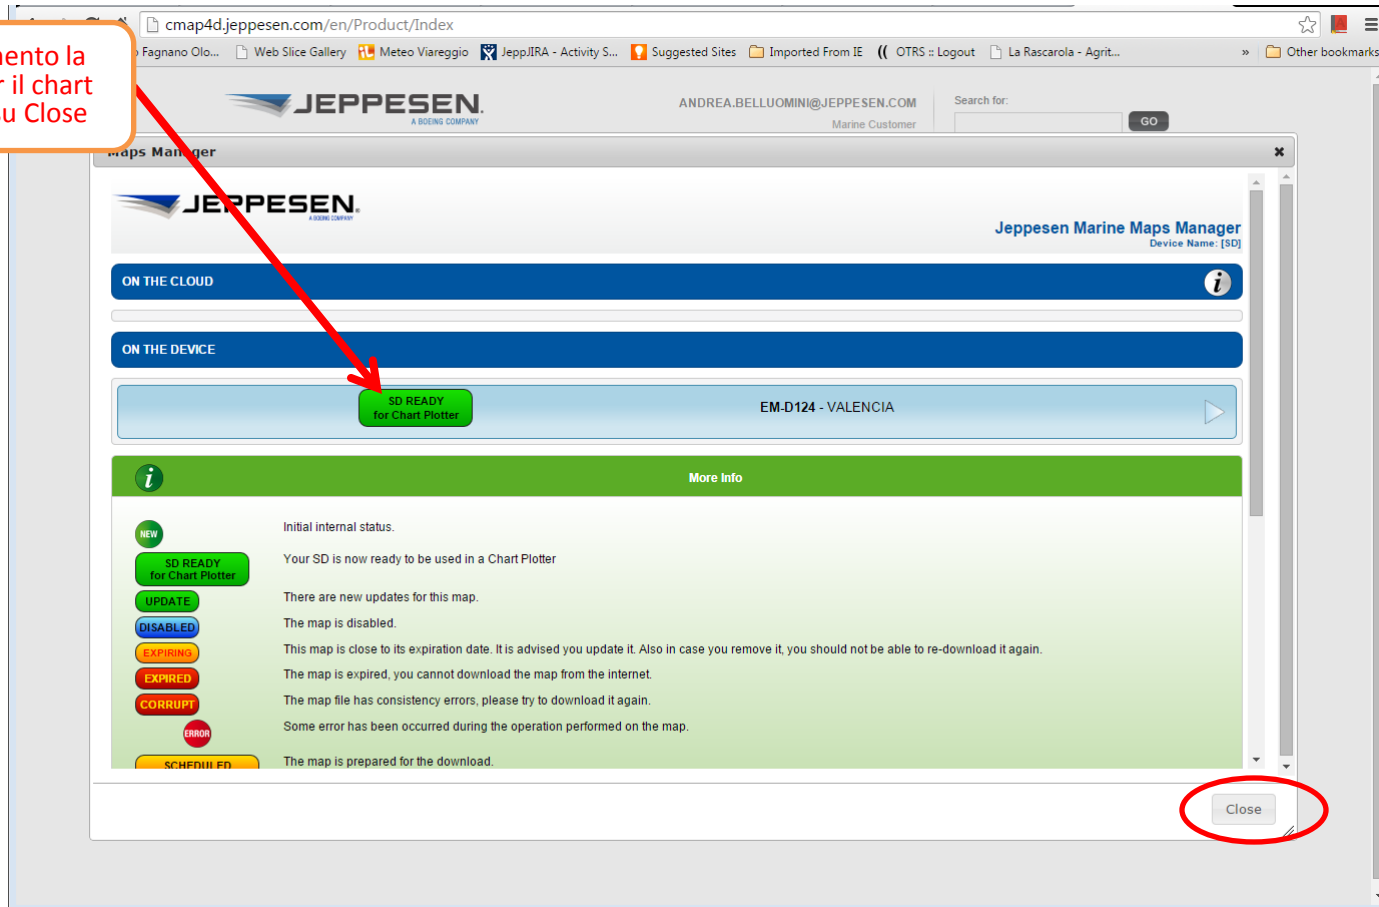 cmap4d.jeppesen.com/en/Product/Index
Fagnano Olo... Web Slice Gallery Meteo Viareggio JeppJIRA - Activity S... Suggested Sites Imported From IE OTRS :: Logout La Rascarola - Agrit... » Other bookmarks
la
il chart
su Close
JEPPESEN.
A BOEING COMPANY
ANDREA.BELLUOMINI@JEPPESEN.COM
Marine Customer
Search for:
GO
Maps Manager
JEPPESEN.
A BOEING COMPANY
Jeppesen Marine Maps Manager
Device Name: [SD]
ON THE CLOUD
ON THE DEVICE
SD READY
for Chart Plotter
EM-D124 - VALENCIA
More Info
NEW Initial internal status.
SD READY
for Chart Plotter
Your SD is now ready to be used in a Chart Plotter
UPDATE There are new updates for this map.
DISABLED The map is disabled.
EXPIRING This map is close to its expiration date. It is advised you update it. Also in case you remove it, you should not be able to re-download it again.
EXPIRED The map is expired, you cannot download the map from the internet.
CORRUPT The map file has consistency errors, please try to download it again.
ERROR Some error has been occurred during the operation performed on the map.
SCHEDULED The map is prepared for the download.
Close